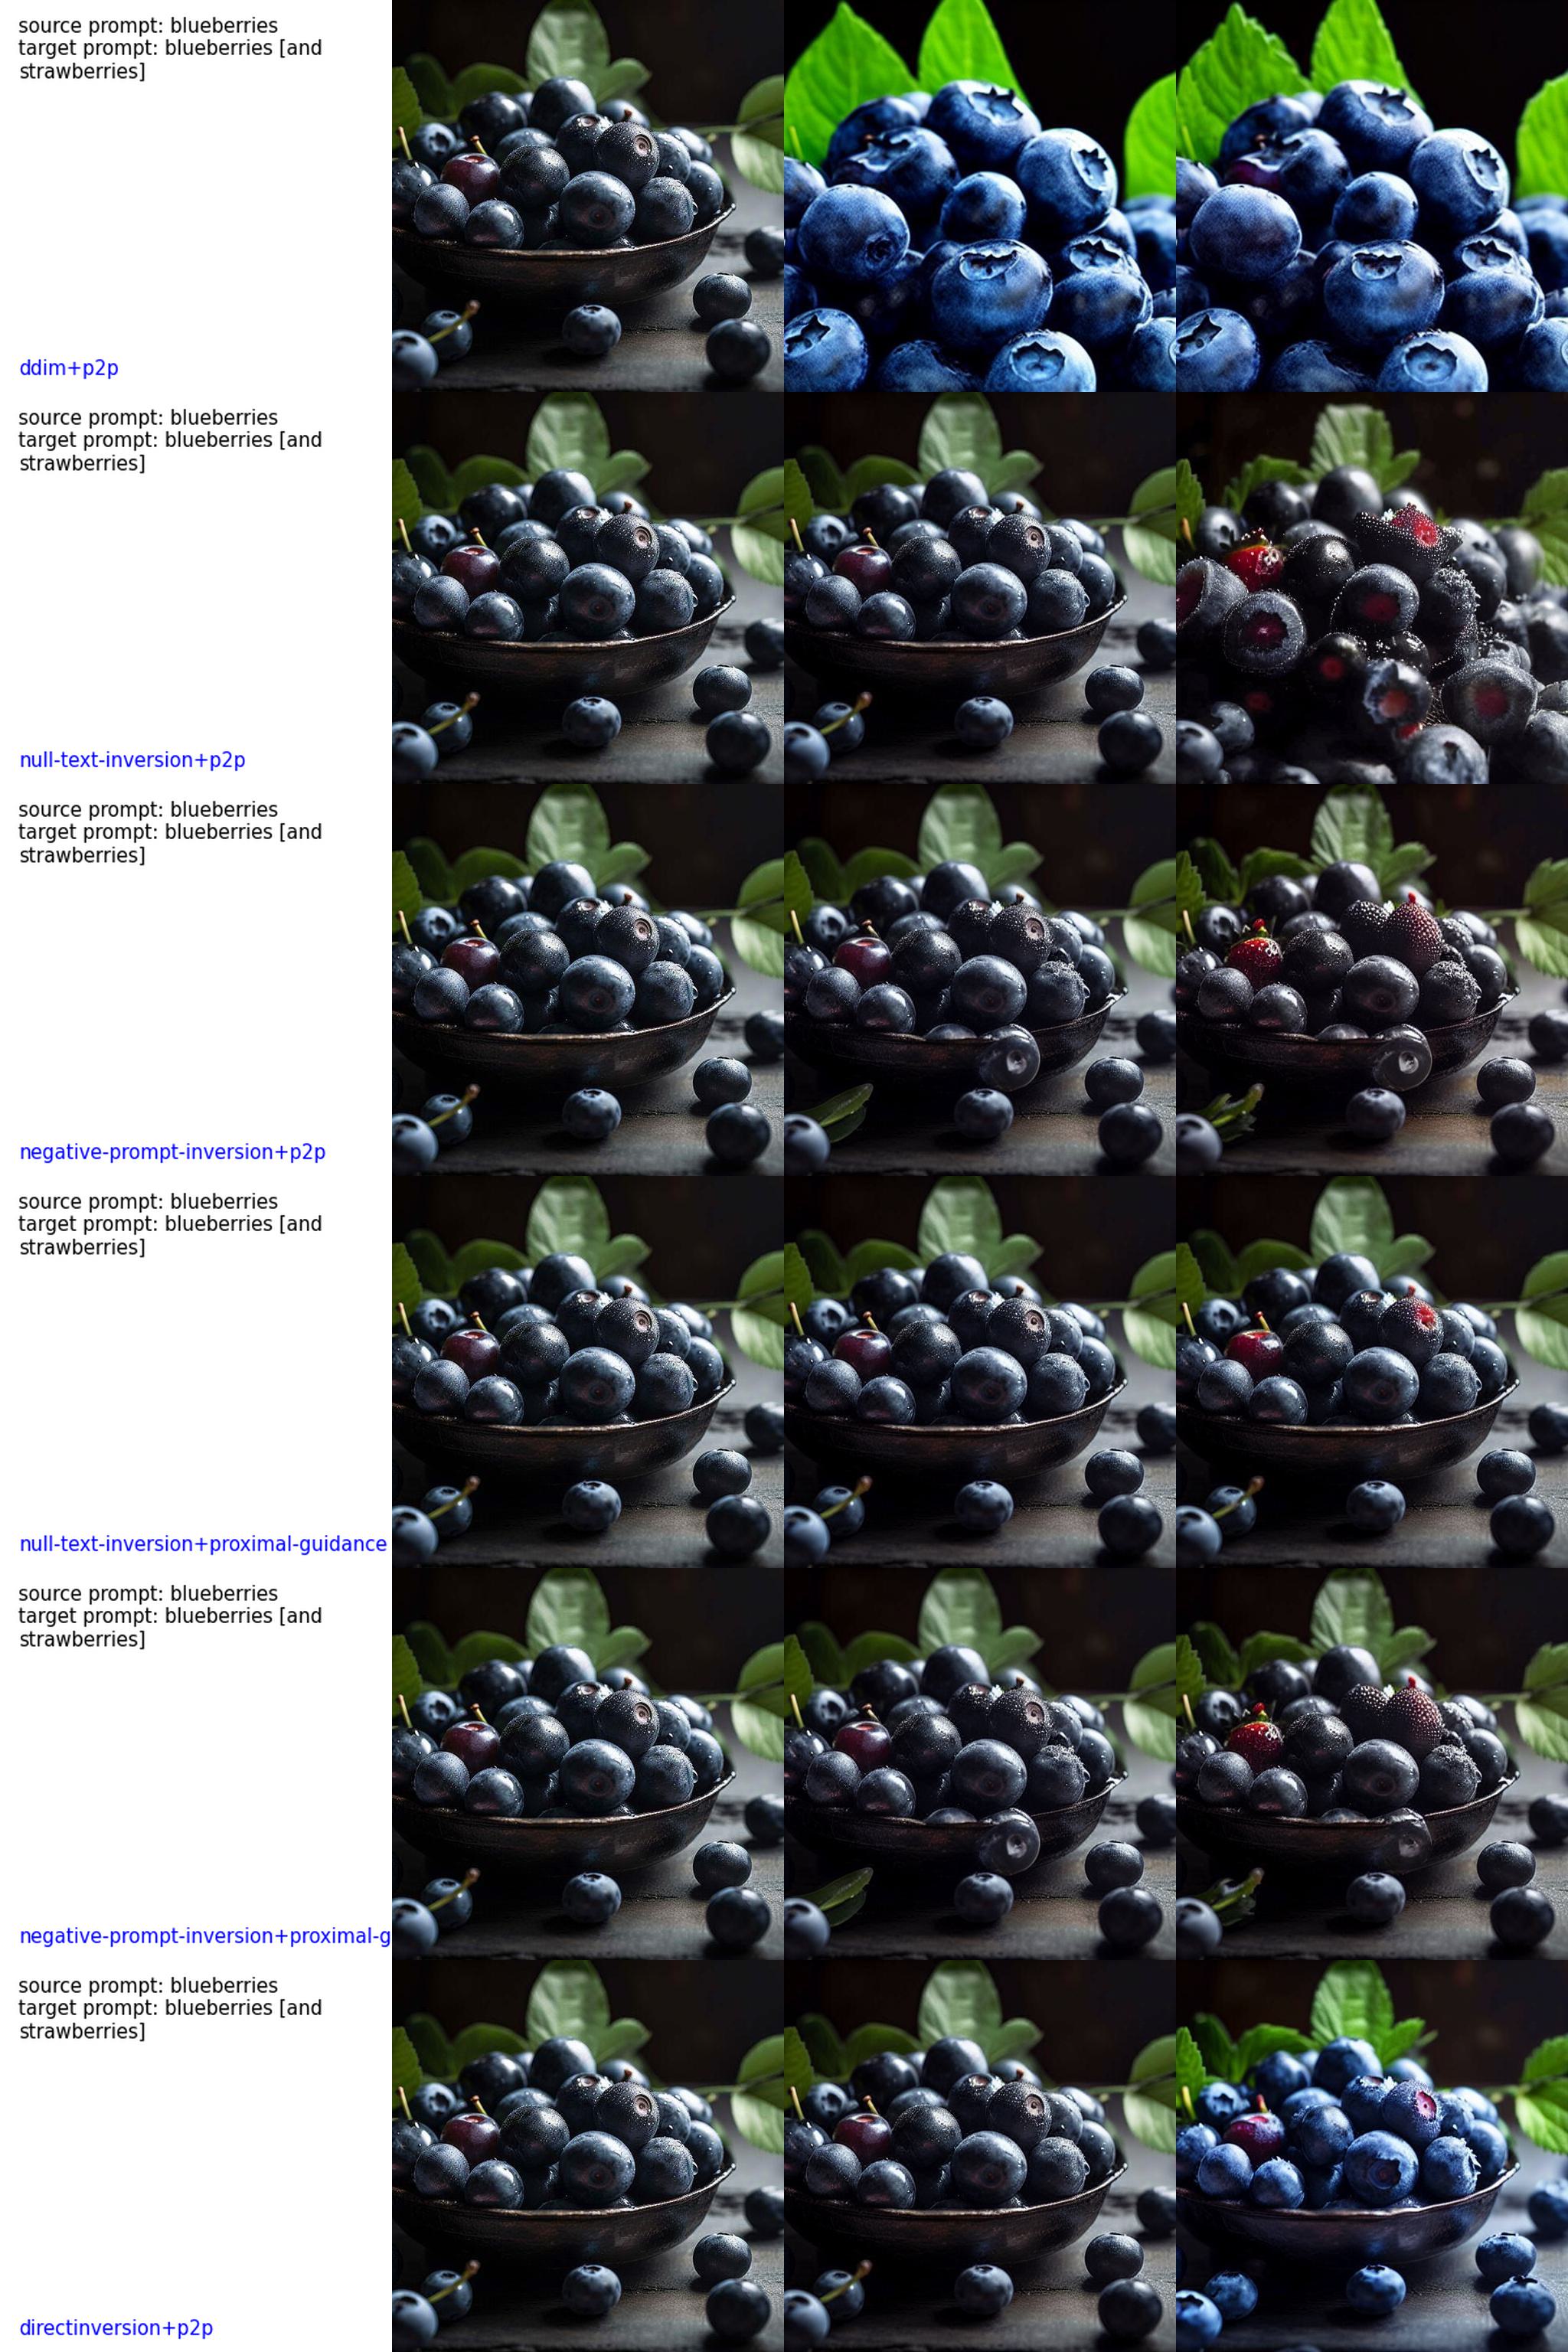 source prompt: blueberries
target prompt: blueberries [and
strawberries]
ddim+p2p
source prompt: blueberries
target prompt: blueberries [and
strawberries]
null-text-inversion+p2p
source prompt: blueberries
target prompt: blueberries [and
strawberries]
negative-prompt-inversion+p2p
source prompt: blueberries
target prompt: blueberries [and
strawberries]
null-text-inversion+proximal-guidance
source prompt: blueberries
target prompt: blueberries [and
strawberries]
negative-prompt-inversion+proximal-g
source prompt: blueberries
target prompt: blueberries [and
strawberries]
directinversion+p2p